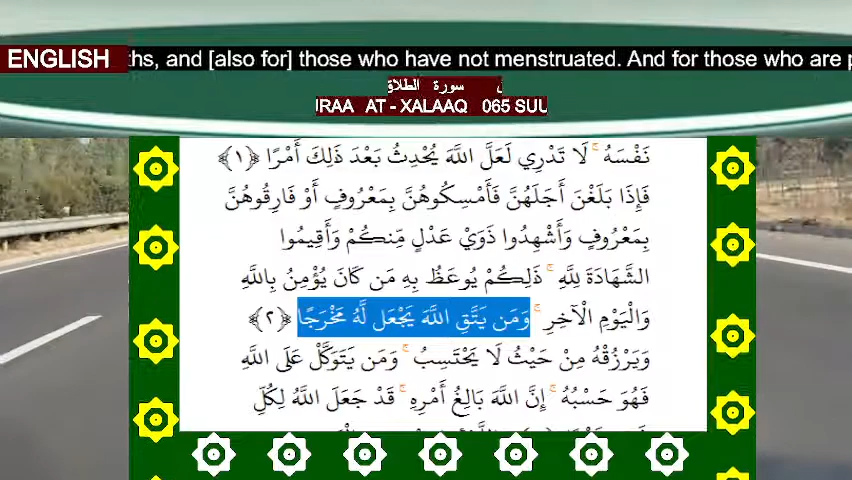 ENGLISH
ths, and [also for] those who have not menstruated. And for those who are p
سورة الطلاق
URAA AT - XALAAQ 065 SUU
نَفْسَهُ ۚ لَا تَدْرِي لَعَلَّ اللَّهَ يُحْدِثُ بَعْدَ ذَٰلِكَ أَمْرًا ﴿١﴾
فَإِذَا بَلَغْنَ أَجَلَهُنَّ فَأَمْسِكُوهُنَّ بِمَعْرُوفٍ أَوْ فَارِقُوهُنَّ
بِمَعْرُوفٍ وَأَشْهِدُوا ذَوَيْ عَدْلٍ مِّنكُمْ وَأَقِيمُوا
الشَّهَادَةَ لِلَّهِ ۚ ذَٰلِكُمْ يُوعَظُ بِهِ مَن كَانَ يُؤْمِنُ بِاللَّهِ
وَالْيَوْمِ الْآخِرِ ۚ وَمَن يَتَّقِ اللَّهَ يَجْعَل لَّهُ مَخْرَجًا ﴿٢﴾
وَيَرْزُقْهُ مِنْ حَيْثُ لَا يَحْتَسِبُ ۚ وَمَن يَتَوَكَّلْ عَلَى اللَّهِ
فَهُوَ حَسْبُهُ ۚ إِنَّ اللَّهَ بَالِغُ أَمْرِهِ ۚ قَدْ جَعَلَ اللَّهُ لِكُلِّ